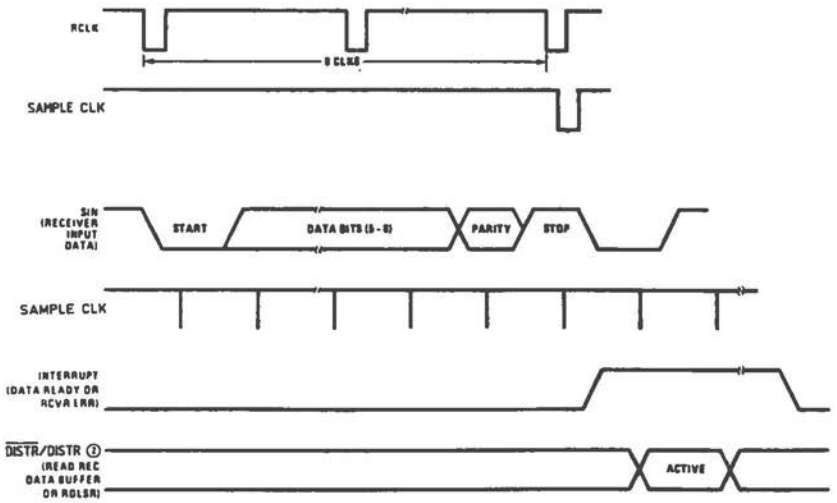 RCLK
8 CLKS
SAMPLE CLK
SIN
(RECEIVER
INPUT
DATA)
START
DATA BITS (5 - 8)
PARITY
STOP
SAMPLE CLK
INTERRUPT
(DATA READY OR
RCVR ERR)
DISTR/DISTR ②
(READ REC
DATA BUFFER
OR RDLSR)
ACTIVE